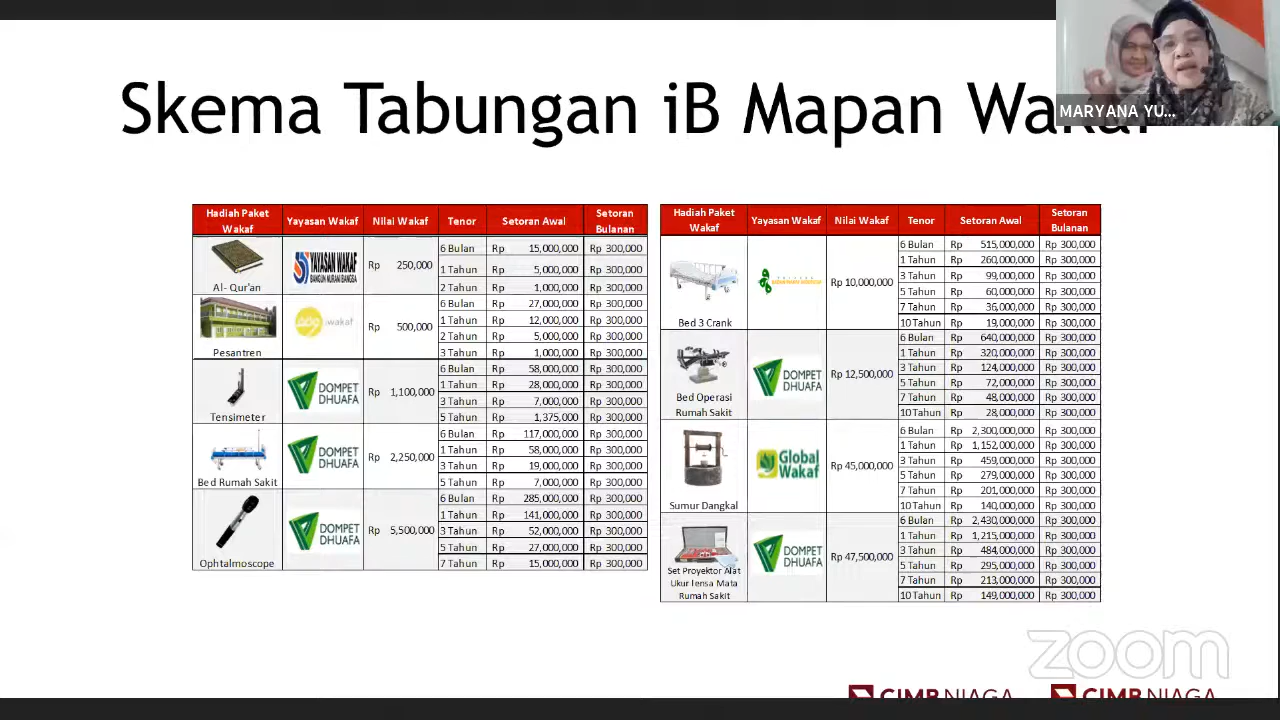 Skema Tabungan iB Mapan Wakaf
MARYANA YU...
Hadiah Paket Wakaf Yayasan Wakaf Nilai Wakaf Tenor Setoran Awal Setoran Bulanan
Al- Qur'an YAYASAN WAKAF BANGUN NURANI BANGSA Rp 250,000 6 Bulan Rp 15,000,000 Rp 300,000
1 Tahun Rp 5,000,000 Rp 300,000
2 Tahun Rp 1,000,000 Rp 300,000
Pesantren wakaf Rp 500,000 6 Bulan Rp 27,000,000 Rp 300,000
1 Tahun Rp 12,000,000 Rp 300,000
2 Tahun Rp 5,000,000 Rp 300,000
3 Tahun Rp 1,000,000 Rp 300,000
Tensimeter DOMPET DHUAFA Rp 1,100,000 6 Bulan Rp 58,000,000 Rp 300,000
1 Tahun Rp 28,000,000 Rp 300,000
3 Tahun Rp 7,000,000 Rp 300,000
5 Tahun Rp 1,375,000 Rp 300,000
Bed Rumah Sakit DOMPET DHUAFA Rp 2,250,000 6 Bulan Rp 117,000,000 Rp 300,000
1 Tahun Rp 58,000,000 Rp 300,000
3 Tahun Rp 19,000,000 Rp 300,000
5 Tahun Rp 7,000,000 Rp 300,000
Ophtalmoscope DOMPET DHUAFA Rp 5,500,000 6 Bulan Rp 285,000,000 Rp 300,000
1 Tahun Rp 141,000,000 Rp 300,000
3 Tahun Rp 52,000,000 Rp 300,000
5 Tahun Rp 27,000,000 Rp 300,000
7 Tahun Rp 15,000,000 Rp 300,000
Hadiah Paket Wakaf Yayasan Wakaf Nilai Wakaf Tenor Setoran Awal Setoran Bulanan
Bed 3 Crank Rp 10,000,000 6 Bulan Rp 515,000,000 Rp 300,000
1 Tahun Rp 260,000,000 Rp 300,000
3 Tahun Rp 99,000,000 Rp 300,000
5 Tahun Rp 60,000,000 Rp 300,000
7 Tahun Rp 36,000,000 Rp 300,000
10 Tahun Rp 19,000,000 Rp 300,000
Bed Operasi Rumah Sakit DOMPET DHUAFA Rp 12,500,000 6 Bulan Rp 640,000,000 Rp 300,000
1 Tahun Rp 320,000,000 Rp 300,000
3 Tahun Rp 124,000,000 Rp 300,000
5 Tahun Rp 72,000,000 Rp 300,000
7 Tahun Rp 48,000,000 Rp 300,000
10 Tahun Rp 28,000,000 Rp 300,000
Sumur Dangkal Global Wakaf Rp 45,000,000 6 Bulan Rp 2,300,000,000 Rp 300,000
1 Tahun Rp 1,152,000,000 Rp 300,000
3 Tahun Rp 459,000,000 Rp 300,000
5 Tahun Rp 279,000,000 Rp 300,000
7 Tahun Rp 201,000,000 Rp 300,000
10 Tahun Rp 140,000,000 Rp 300,000
Set Proyektor Alat Ukur lensa Mata Rumah Sakit DOMPET DHUAFA Rp 47,500,000 6 Bulan Rp 2,430,000,000 Rp 300,000
1 Tahun Rp 1,215,000,000 Rp 300,000
3 Tahun Rp 484,000,000 Rp 300,000
5 Tahun Rp 295,000,000 Rp 300,000
7 Tahun Rp 213,000,000 Rp 300,000
10 Tahun Rp 149,000,000 Rp 300,000
zoom
CIMB NIAGA CIMB NIAGA